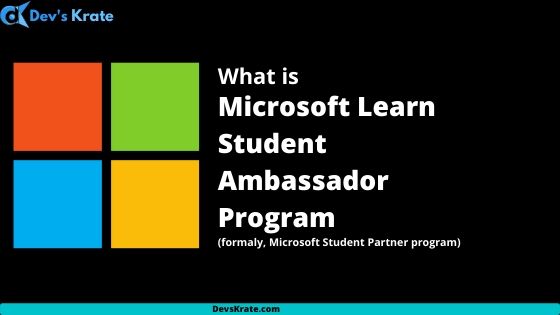 Dev's Krate
What is
Microsoft Learn
Student
Ambassador
Program
(formaly, Microsoft Student Partner program)
DevsKrate.com